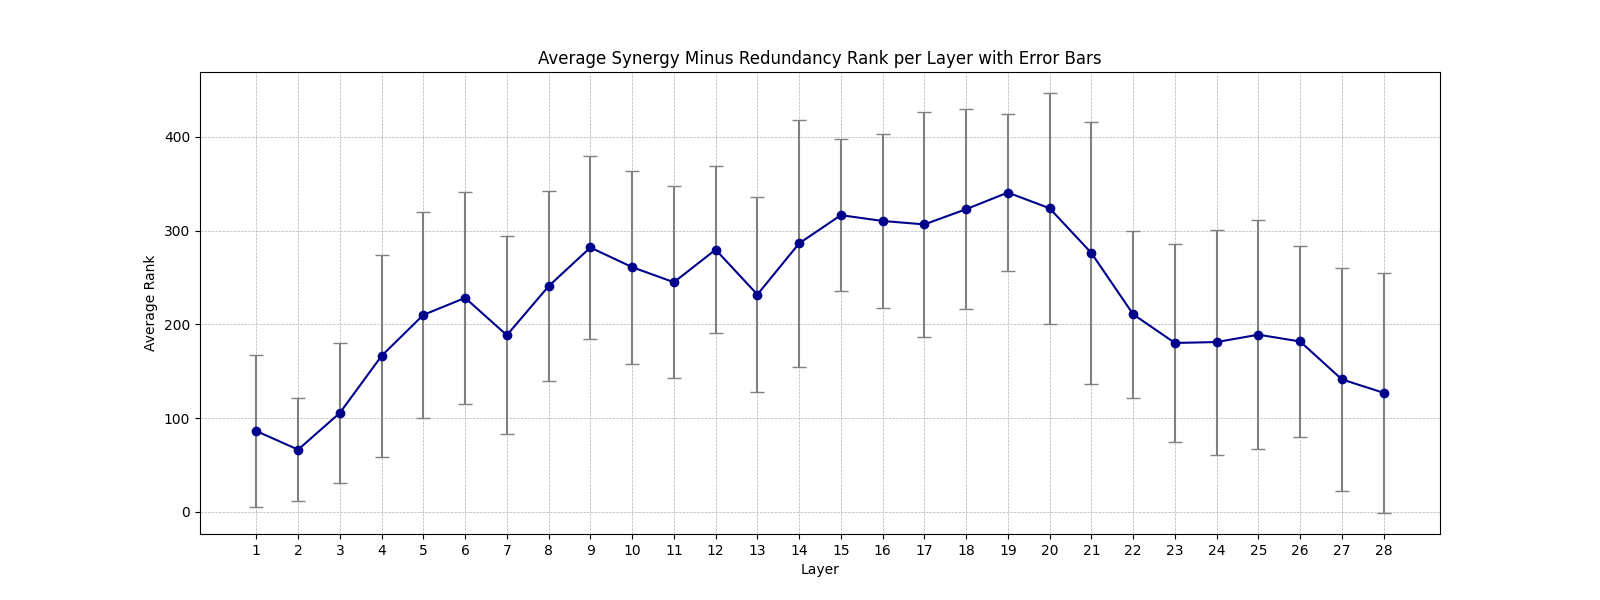 Average Synergy Minus Redundancy Rank per Layer with Error Bars
Average Rank
400
300
200
100
0
1 2 3 4 5 6 7 8 9 10 11 12 13 14 15 16 17 18 19 20 21 22 23 24 25 26 27 28
Layer